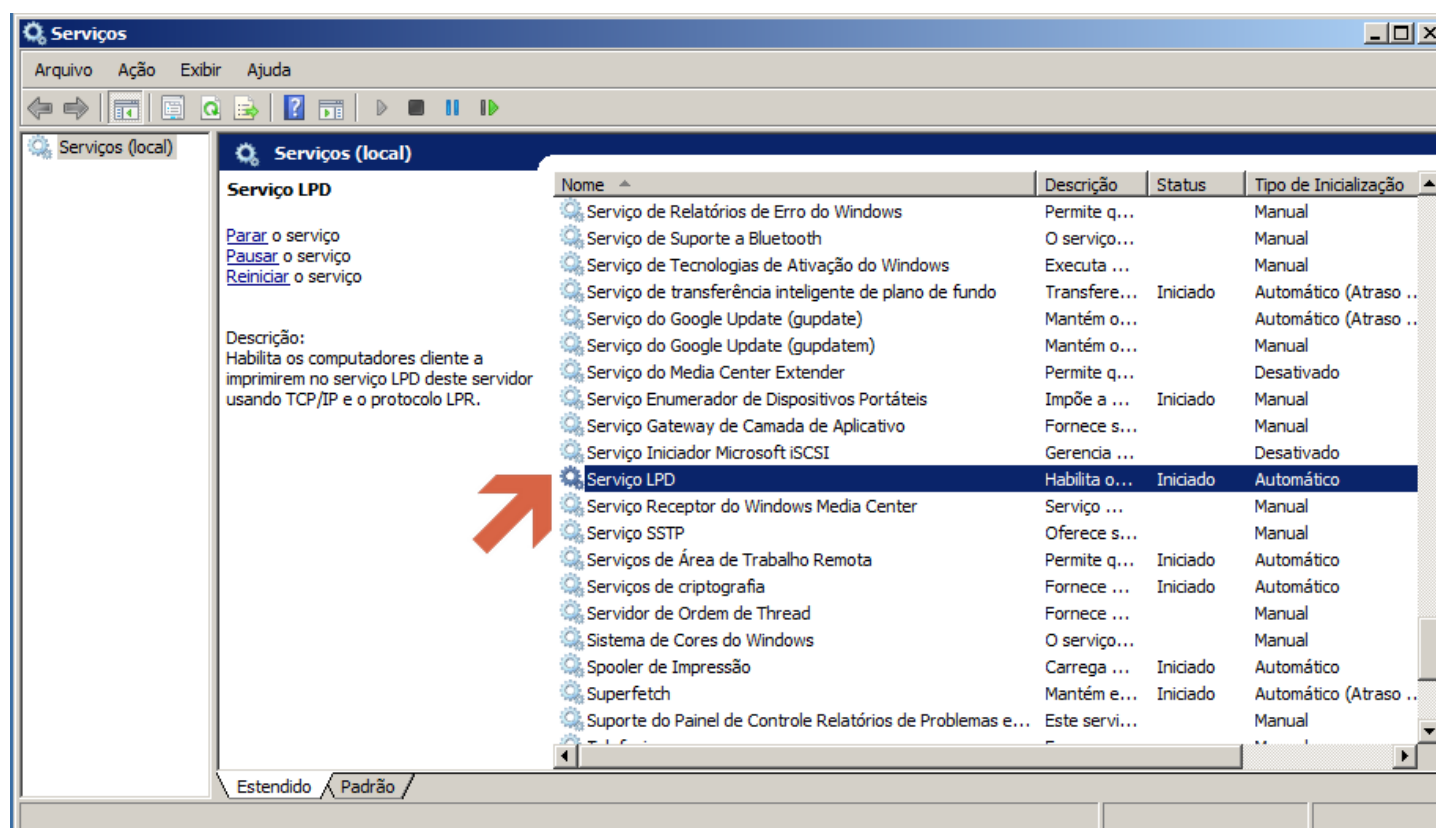 Serviços
Arquivo Ação Exibir Ajuda
Serviços (local)
Serviços (local)
Serviço LPD
Parar o serviço
Pausar o serviço
Reiniciar o serviço
Descrição:
Habilita os computadores cliente a
imprimirem no serviço LPD deste servidor
usando TCP/IP e o protocolo LPR.
Nome Descrição Status Tipo de Inicialização
Serviço de Relatórios de Erro do Windows Permite q... Manual
Serviço de Suporte a Bluetooth O serviço... Manual
Serviço de Tecnologias de Ativação do Windows Executa ... Manual
Serviço de transferência inteligente de plano de fundo Transfere... Iniciado Automático (Atraso ..
Serviço do Google Update (gupdate) Mantém o... Automático (Atraso ..
Serviço do Google Update (gupdatem) Mantém o... Manual
Serviço do Media Center Extender Permite q... Desativado
Serviço Enumerador de Dispositivos Portáteis Impõe a ... Iniciado Manual
Serviço Gateway de Camada de Aplicativo Fornece s... Manual
Serviço Iniciador Microsoft iSCSI Gerencia ... Desativado
Serviço LPD Habilita o... Iniciado Automático
Serviço Receptor do Windows Media Center Serviço ... Manual
Serviço SSTP Oferece s... Manual
Serviços de Área de Trabalho Remota Permite q... Iniciado Automático
Serviços de criptografia Fornece ... Iniciado Automático
Servidor de Ordem de Thread Fornece ... Manual
Sistema de Cores do Windows O serviço... Manual
Spooler de Impressão Carrega ... Iniciado Automático
Superfetch Mantém e... Iniciado Automático (Atraso ..
Suporte do Painel de Controle Relatórios de Problemas e... Este servi... Manual
Estendido Padrão